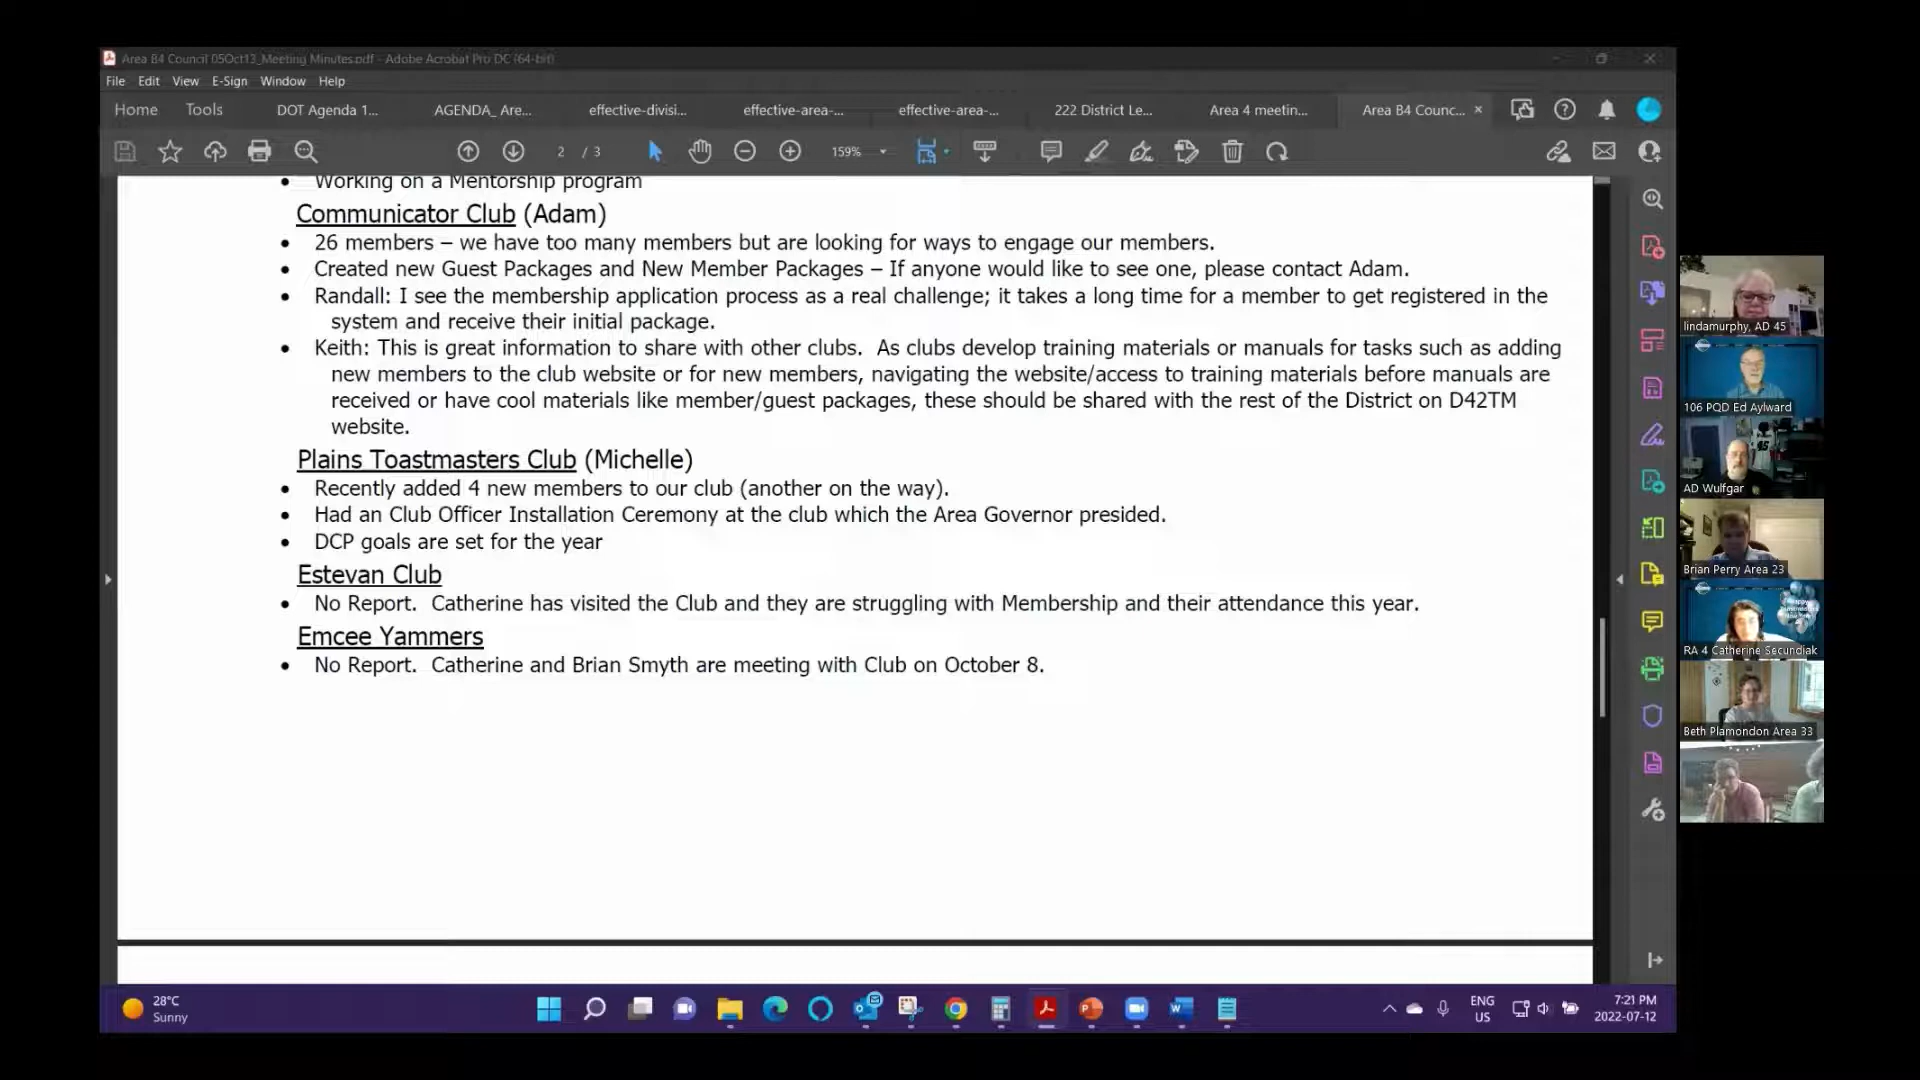 Area B4 Council 05Oct13_Meeting Minutes.pdf - Adobe Acrobat Pro DC (64-bit)
File Edit View E-Sign Window Help
Home Tools DOT Agenda 1... AGENDA_ Are... effective-divisi... effective-area-... effective-area-... 222 District Le... Area 4 meetin... Area B4 Counc... ×
2 / 3 159%
• Working on a Mentorship program
Communicator Club (Adam)
• 26 members – we have too many members but are looking for ways to engage our members.
• Created new Guest Packages and New Member Packages – If anyone would like to see one, please contact Adam.
• Randall: I see the membership application process as a real challenge; it takes a long time for a member to get registered in the
system and receive their initial package.
• Keith: This is great information to share with other clubs. As clubs develop training materials or manuals for tasks such as adding
new members to the club website or for new members, navigating the website/access to training materials before manuals are
received or have cool materials like member/guest packages, these should be shared with the rest of the District on D42TM
website.
Plains Toastmasters Club (Michelle)
• Recently added 4 new members to our club (another on the way).
• Had an Club Officer Installation Ceremony at the club which the Area Governor presided.
• DCP goals are set for the year
Estevan Club
• No Report. Catherine has visited the Club and they are struggling with Membership and their attendance this year.
Emcee Yammers
• No Report. Catherine and Brian Smyth are meeting with Club on October 8.
lindamurphy, AD 45
106 PQD Ed Aylward
AD Wulfgar
Brian Perry Area 23
RA 4 Catherine Secundiak
Beth Plamondon Area 33
28°C
Sunny
ENG
US
7:21 PM
2022-07-12